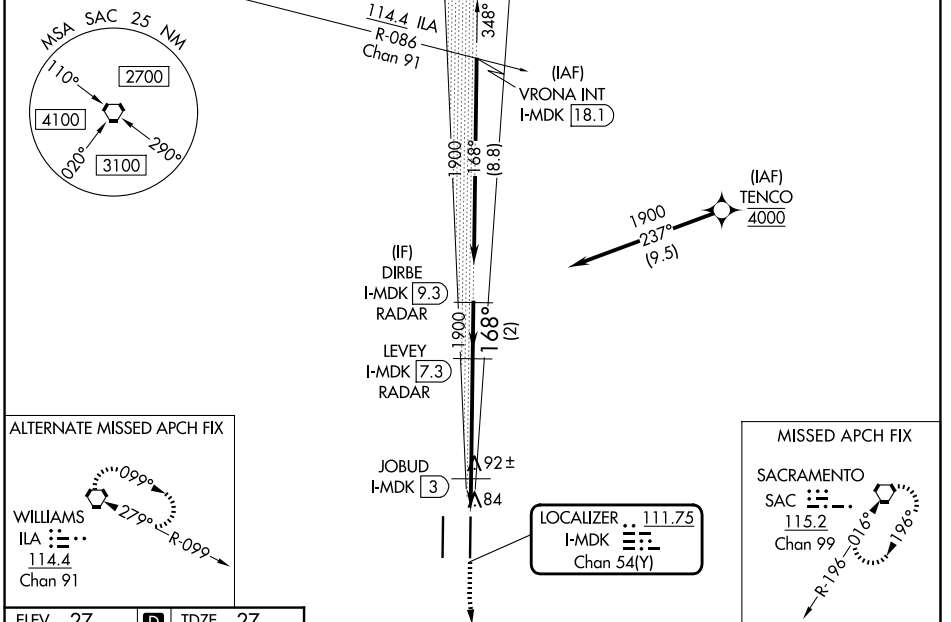 MSA SAC 25 NM
110°
2700
4100
020°
3100
290°
114.4 ILA
R-086
Chan 91
348°
(IAF)
VRONA INT
I-MDK 18.1
1900
168°
(8.8)
(IAF)
TENCO
4000
1900
237°
(9.5)
(IF)
DIRBE
I-MDK 9.3
RADAR
1900
168°
(2)
LEVEY
I-MDK 7.3
RADAR
JOBUD
I-MDK 3
92±
84
LOCALIZER 111.75
I-MDK
Chan 54(Y)
ALTERNATE MISSED APCH FIX
099°
279°
R-099
WILLIAMS
ILA
114.4
Chan 91
MISSED APCH FIX
SACRAMENTO
SAC
115.2
Chan 99
016°
196°
R-196
ELEV 27 D TDZE 27